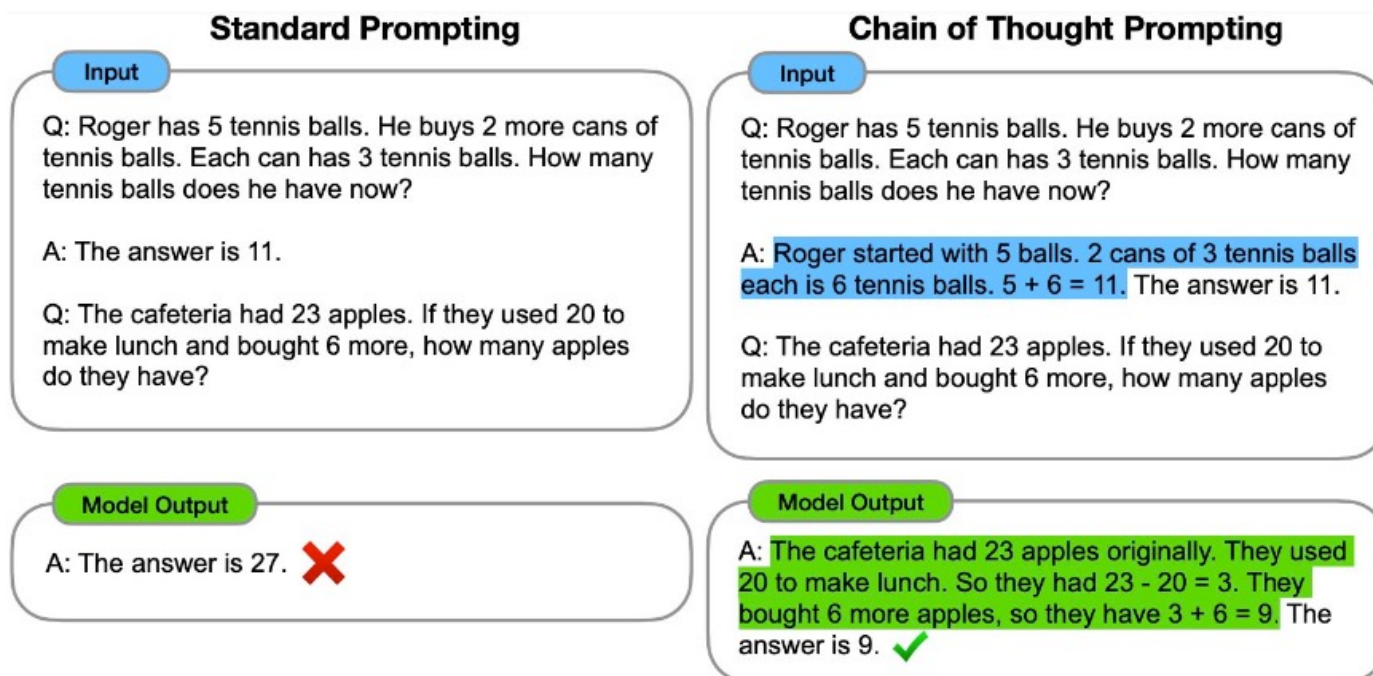 Standard Prompting
Input
Q: Roger has 5 tennis balls. He buys 2 more cans of
tennis balls. Each can has 3 tennis balls. How many
tennis balls does he have now?
A: The answer is 11.
Q: The cafeteria had 23 apples. If they used 20 to
make lunch and bought 6 more, how many apples
do they have?
Model Output
A: The answer is 27.
Chain of Thought Prompting
Input
Q: Roger has 5 tennis balls. He buys 2 more cans of
tennis balls. Each can has 3 tennis balls. How many
tennis balls does he have now?
A: Roger started with 5 balls. 2 cans of 3 tennis balls
each is 6 tennis balls. 5 + 6 = 11. The answer is 11.
Q: The cafeteria had 23 apples. If they used 20 to
make lunch and bought 6 more, how many apples
do they have?
Model Output
A: The cafeteria had 23 apples originally. They used
20 to make lunch. So they had 23 - 20 = 3. They
bought 6 more apples, so they have 3 + 6 = 9. The
answer is 9.